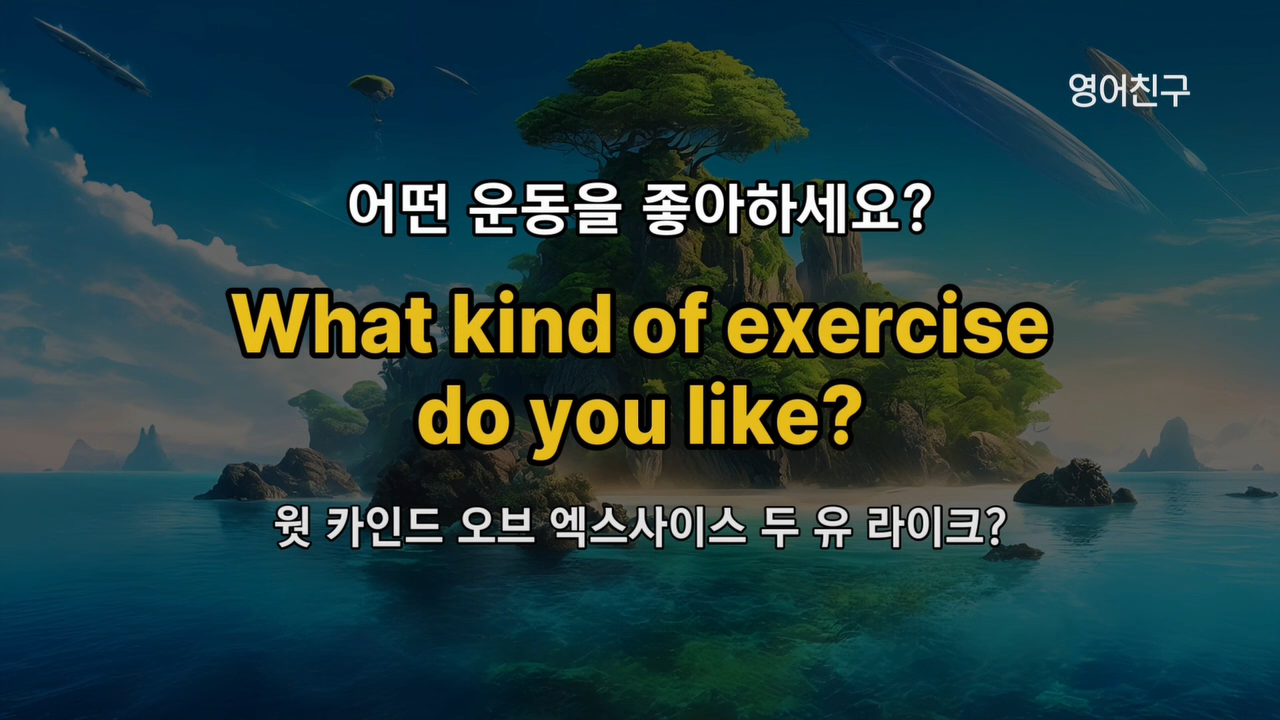 영어친구
어떤 운동을 좋아하세요?
What kind of exercise
do you like?
웟 카인드 오브 엑스사이스 두 유 라이크?